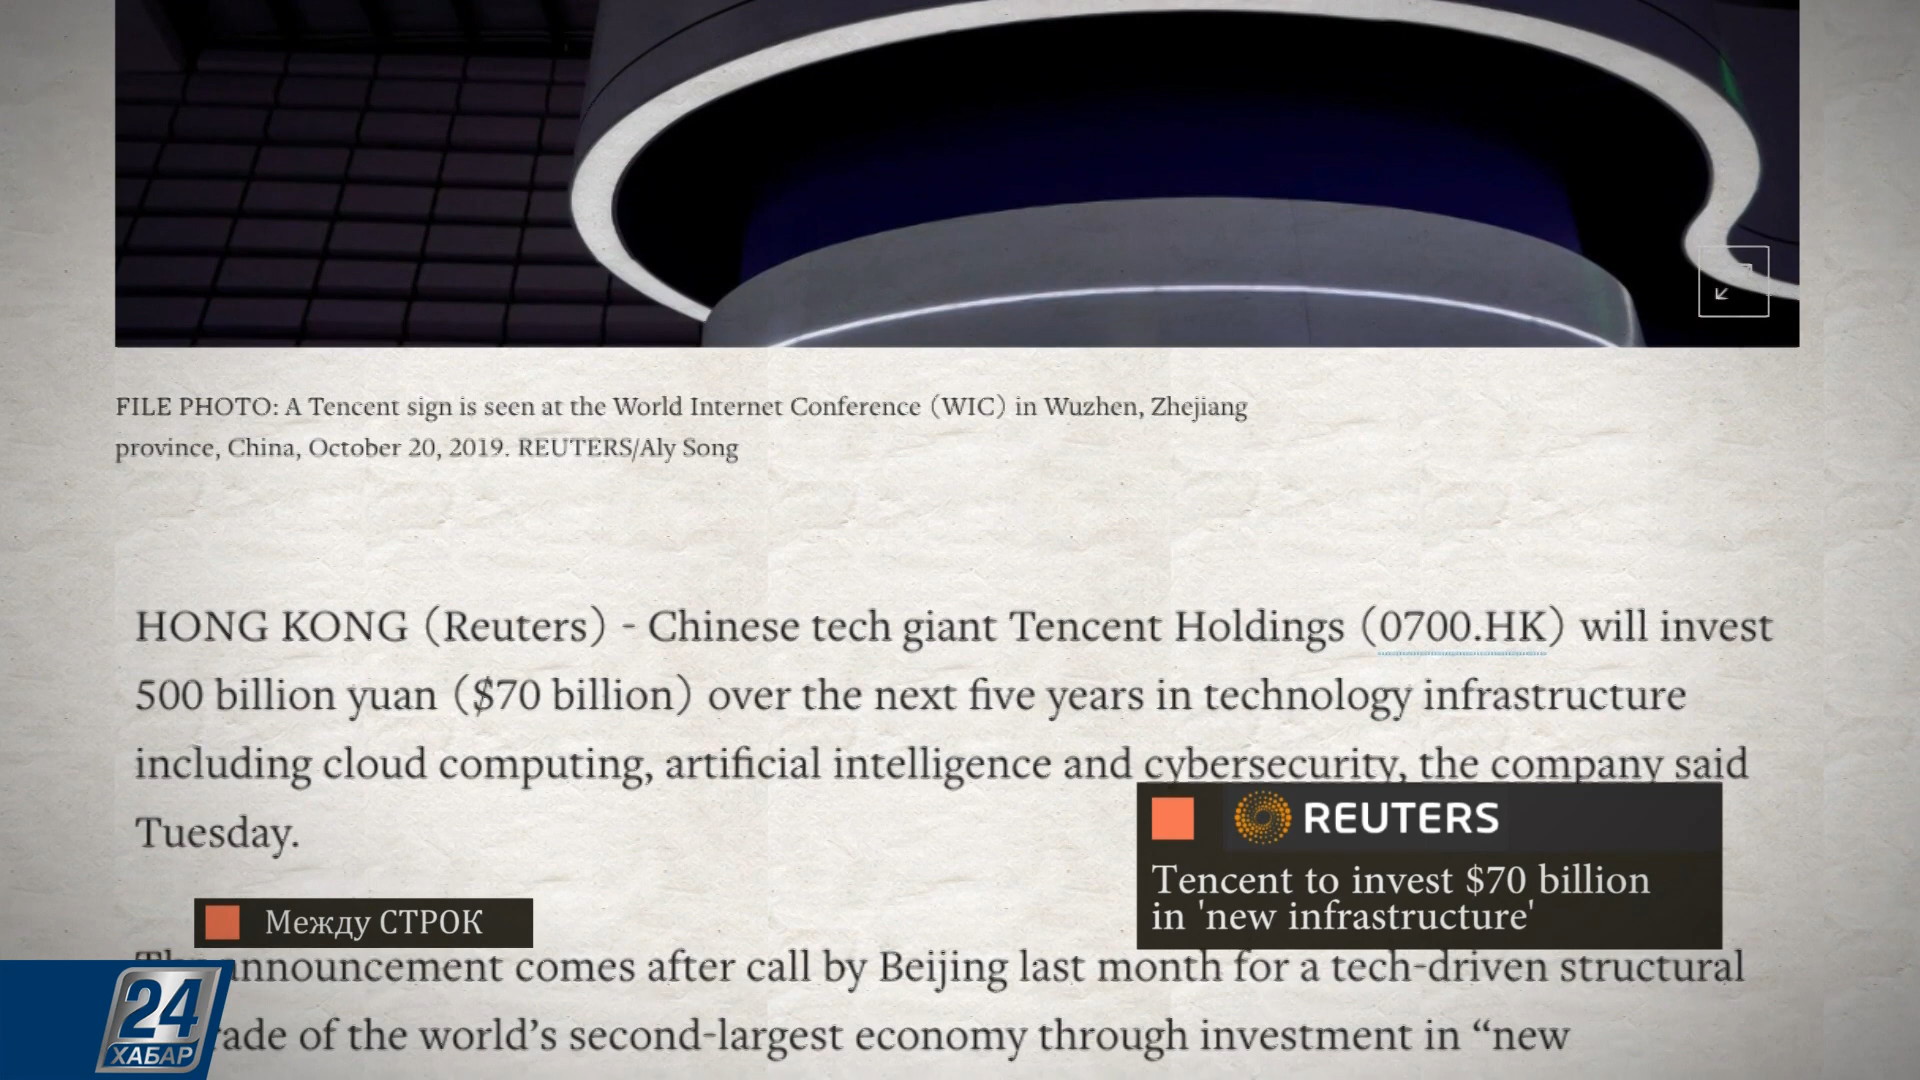 FILE PHOTO: A Tencent sign is seen at the World Internet Conference (WIC) in Wuzhen, Zhejiang
province, China, October 20, 2019. REUTERS/Aly Song
HONG KONG (Reuters) - Chinese tech giant Tencent Holdings (0700.HK) will invest
500 billion yuan ($70 billion) over the next five years in technology infrastructure
including cloud computing, artificial intelligence and cybersecurity, the company said
Tuesday.
REUTERS
Tencent to invest $70 billion
in 'new infrastructure'
Между СТРОК
announcement comes after call by Beijing last month for a tech-driven structural
of the world’s second-largest economy through investment in “new
24
ХАБАР